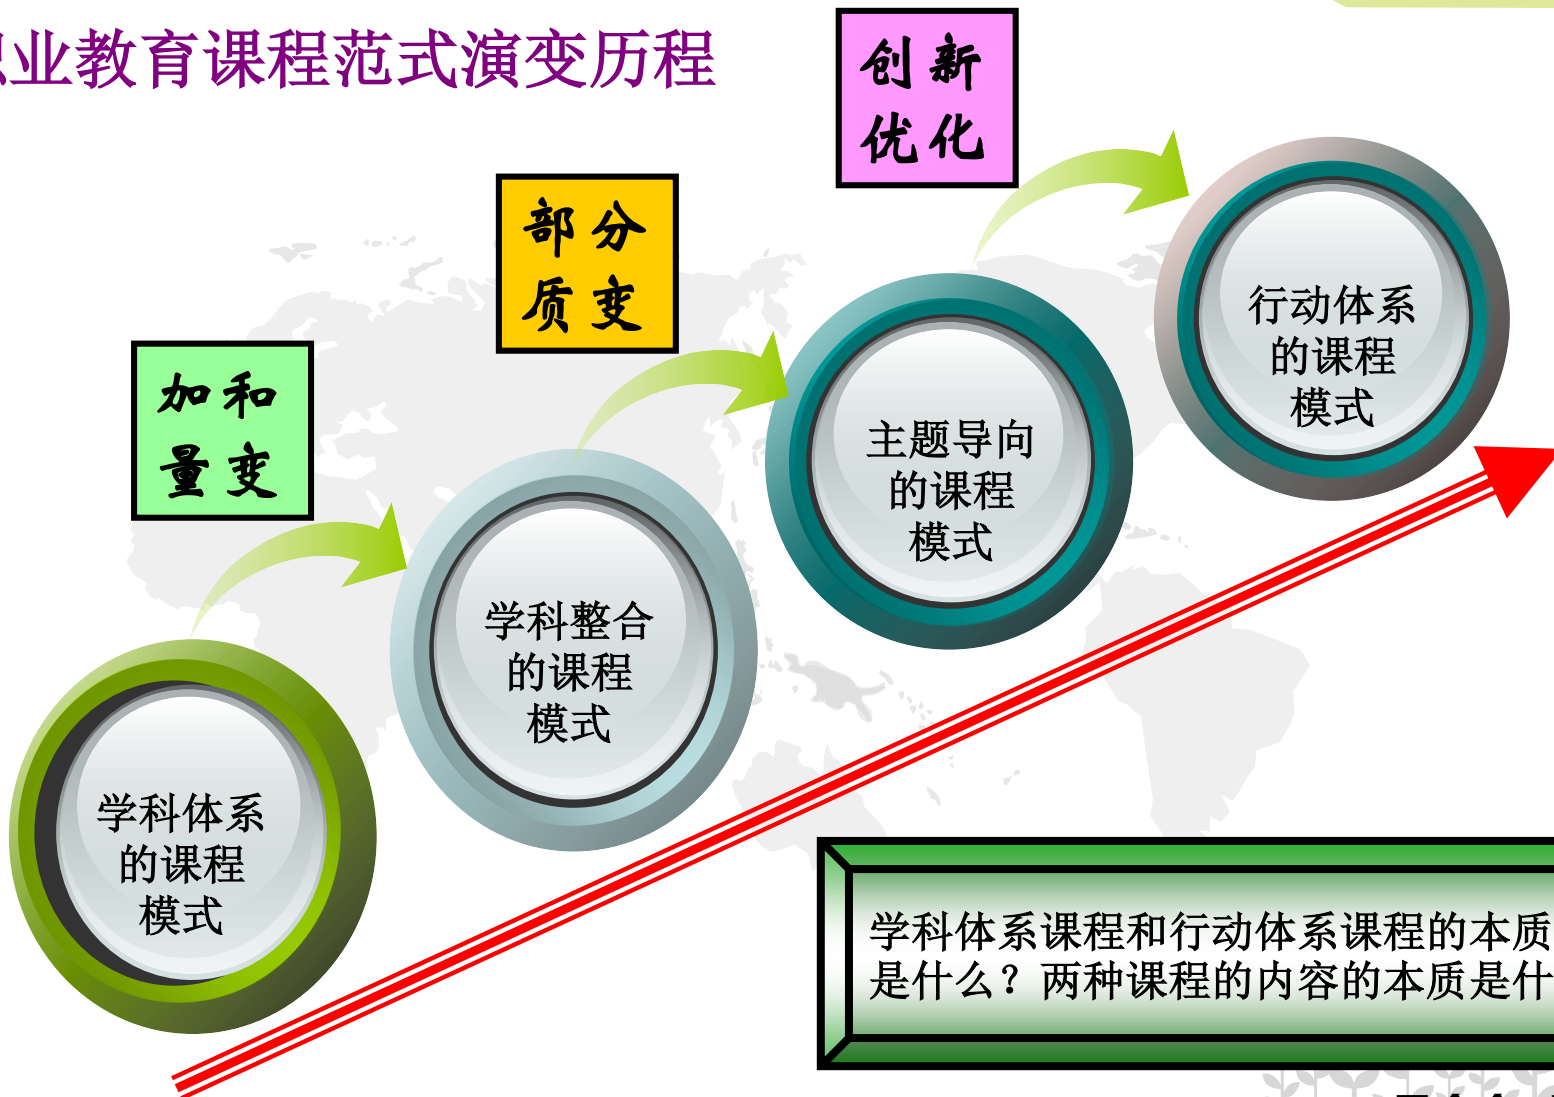 业教育课程范式演变历程
创新
优化
部分
质变
加和
量变
行动体系
的课程
模式
主题导向
的课程
模式
学科整合
的课程
模式
学科体系
的课程
模式
学科体系课程和行动体系课程的本质
是什么？两种课程的内容的本质是什